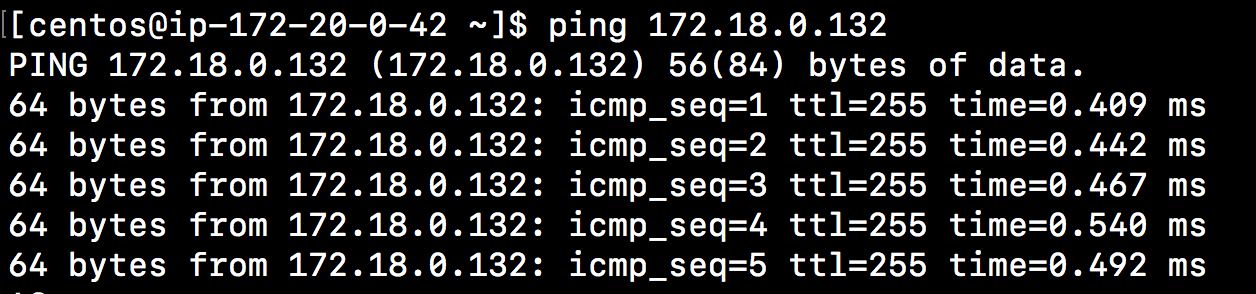 [centos@ip-172-20-0-42 ~]$ ping 172.18.0.132
PING 172.18.0.132 (172.18.0.132) 56(84) bytes of data.
64 bytes from 172.18.0.132: icmp_seq=1 ttl=255 time=0.409 ms
64 bytes from 172.18.0.132: icmp_seq=2 ttl=255 time=0.442 ms
64 bytes from 172.18.0.132: icmp_seq=3 ttl=255 time=0.467 ms
64 bytes from 172.18.0.132: icmp_seq=4 ttl=255 time=0.540 ms
64 bytes from 172.18.0.132: icmp_seq=5 ttl=255 time=0.492 ms